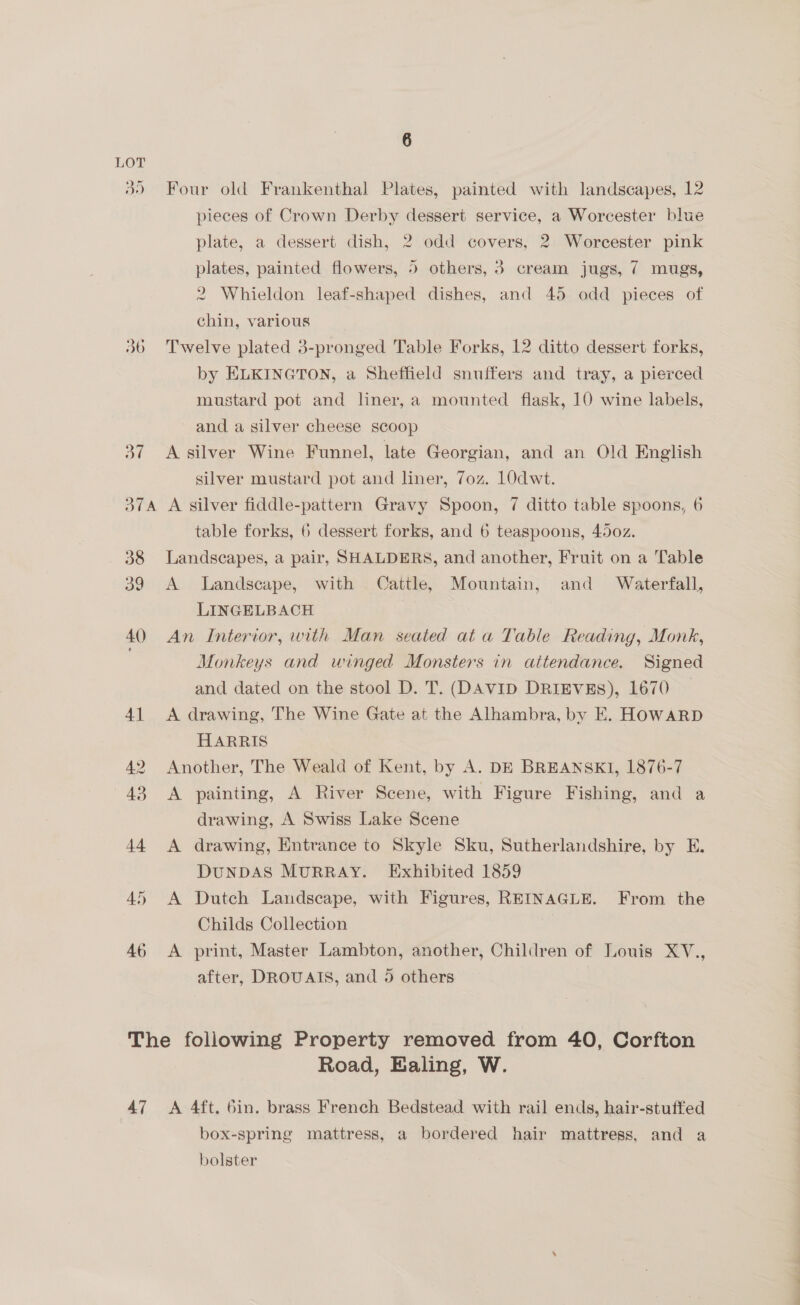 6
LOT
35 Four old Frankenthal Plates, painted with landscapes, 12
pieces of Crown Derby dessert service, a Worcester blue
plate, a dessert dish, 2 odd covers, 2 Worcester pink
plates, painted flowers, 5 others, 3 cream jugs, 7 mugs,
2 Whieldon leaf-shaped dishes, and 45 odd pieces of
chin, various
36 Twelve plated 3-pronged Table Forks, 12 ditto dessert forks,
by ELKINGTON, a Sheffield snuffers and tray, a pierced
mustard pot and liner, a mounted flask, 10 wine labels,
and a silver cheese scoop
37 A silver Wine Funnel, late Georgian, and an Old English
silver mustard pot and liner, 7oz. 10dwt.
37A A silver fiddle-pattern Gravy Spoon, 7 ditto table spoons, 6
table forks, 6 dessert forks, and 6 teaspoons, 45oz.
38 Landscapes, a pair, SHALDERS, and another, Fruit on a Table
39 A Landscape, with Cattle, Mountain, and Waterfall,
LINGELBACH
40 An Interior, with Man seated at a Table Reading, Monk,
Monkeys and winged Monsters in attendance. Signed
and dated on the stool D. T. (DAVID DRIEVES), 1670
41 A drawing, The Wine Gate at the Alhambra, by E. HOWARD
HARRIS
42 Another, The Weald of Kent, by A. DE BREANSKI, 1876-7
43 A painting, A River Scene, with Figure Fishing, and a
drawing, A Swiss Lake Scene
44 A drawing, Entrance to Skyle Sku, Sutherlandshire, by E.
DUNDAS MURRAY. Exhibited 1859
45 A Dutch Landscape, with Figures, REINAGLE. From the
Childs Collection
46 A print, Master Lambton, another, Children of Louis XV.,
after, DROUAIS, and 5 others
The following Property removed from 40, Corfton
Road, Ealing, W.
47 A 4ft. 6in. brass French Bedstead with rail ends, hair-stuffed
box-spring mattress, a bordered hair mattress, and a
bolster